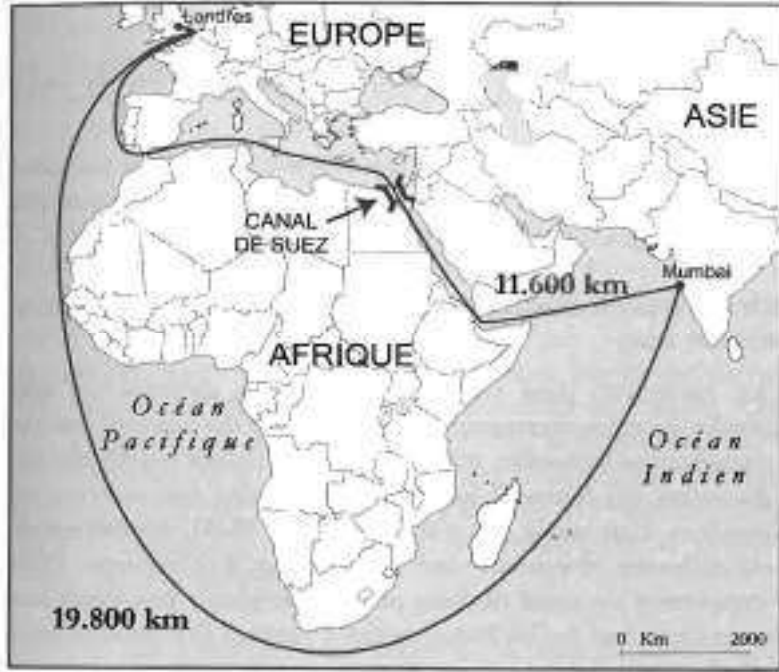 Londres
EUROPE
ASIE
CANAL
DE SUEZ
Mumbai
11.600 km
AFRIQUE
Océan
Pacifique
Océan
Indien
19.800 km
0 Km 2000